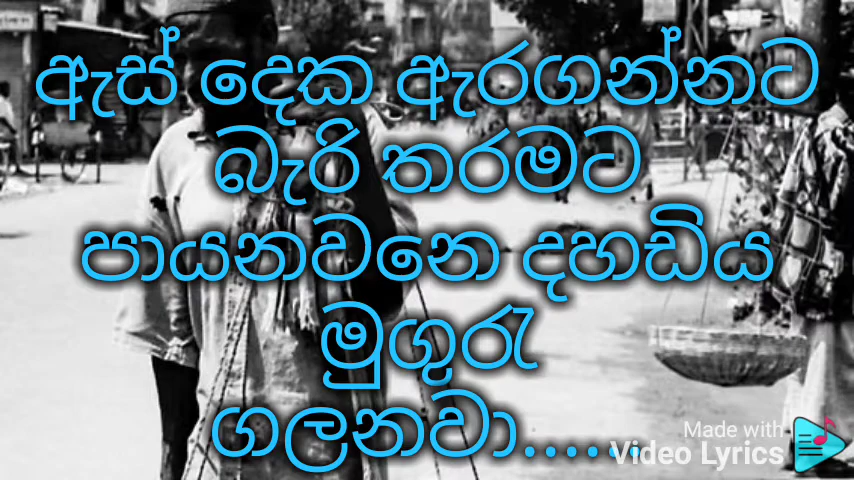 ඇස් දෙක ඇරගන්නට
බැරි තරමට
පායනවනෙ දහඩිය
මුගුරැ
ගලනවා......
Made with
Video Lyrics